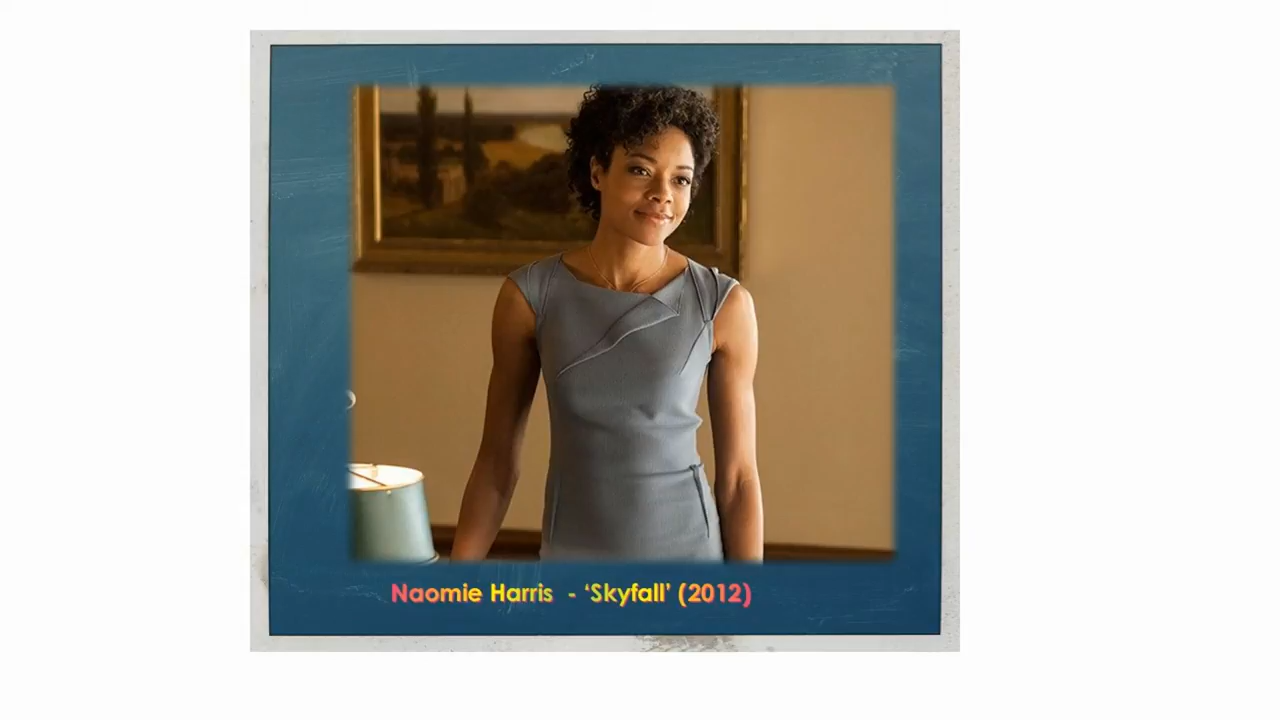 Naomie Harris - ‘Skyfall’ (2012)